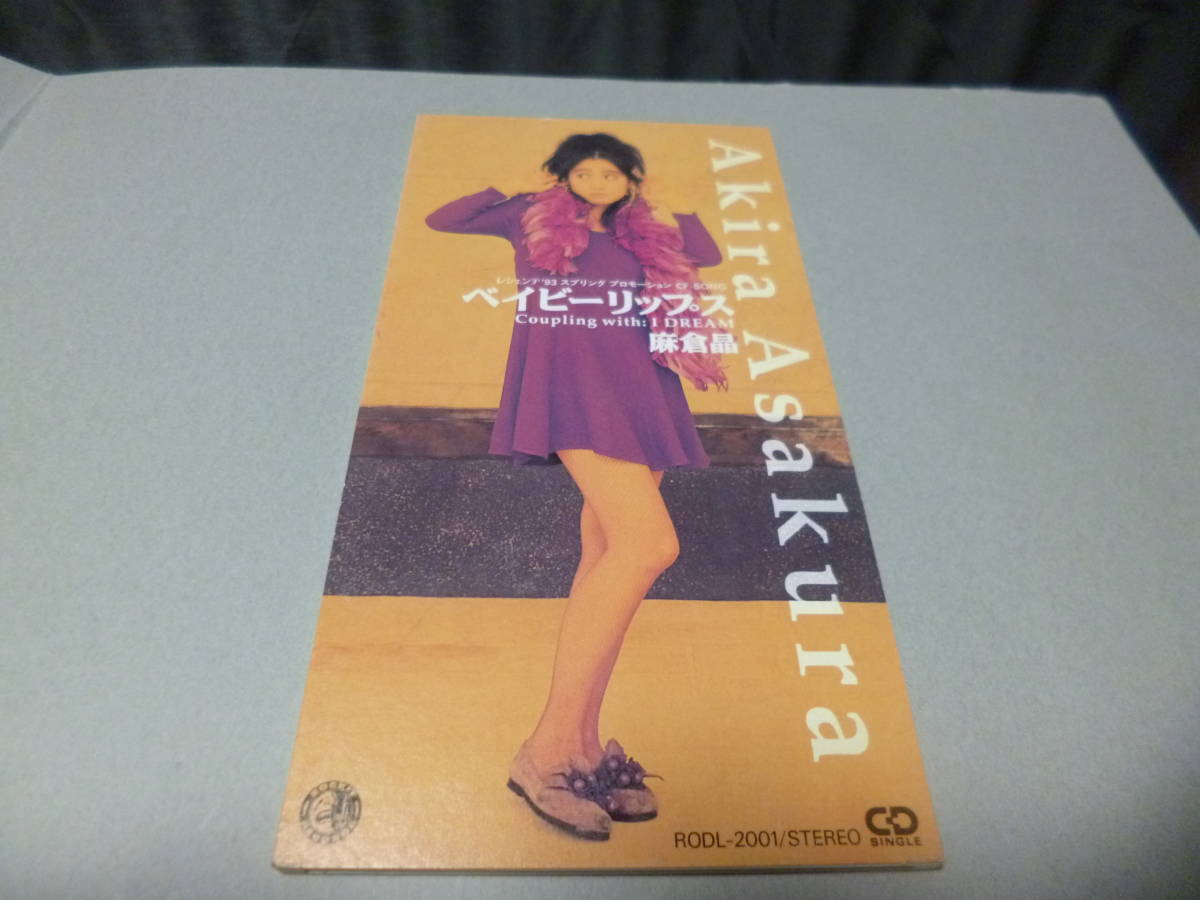 Akira Asakura
レシェンテ'93 スプリング プロモーション CF SONG
ベイビーリップス
Coupling with: I DREAM
麻倉晶
RODL-2001/STEREO
CD
SINGLE